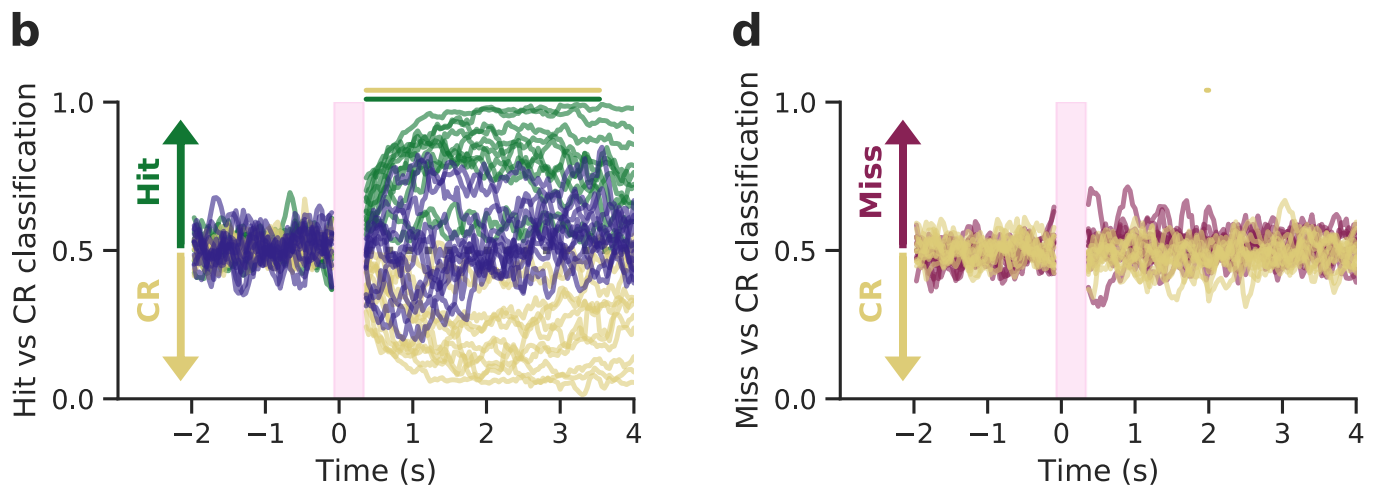 b
Hit vs CR classification
1.0
0.5
0.0
Hit
CR
−2 −1 0 1 2 3 4
Time (s)
d
Miss vs CR classification
1.0
0.5
0.0
Miss
CR
−2 −1 0 1 2 3 4
Time (s)